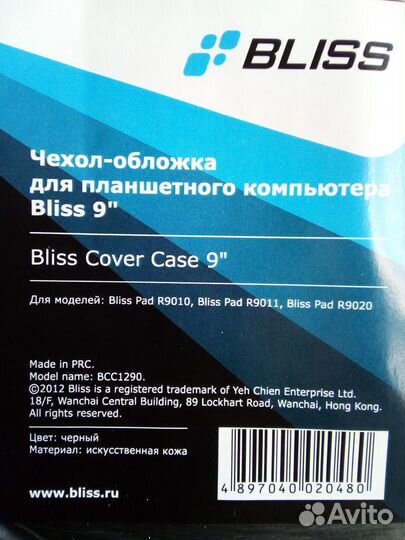 BLISS
Чехол-обложка
для планшетного компьютера
Bliss 9"
Bliss Cover Case 9"
Для моделей: Bliss Pad R9010, Bliss Pad R9011, Bliss Pad R9020
Made in PRC.
Model name: BCC1290.
©2012 Bliss is a registered trademark of Yeh Chien Enterprise Ltd.
18/F, Wanchai Central Building, 89 Lockhart Road, Wanchai, Hong Kong.
All rights reserved.
Цвет: черный
Материал: искусственная кожа
www.bliss.ru
4 897040 020480
Avito